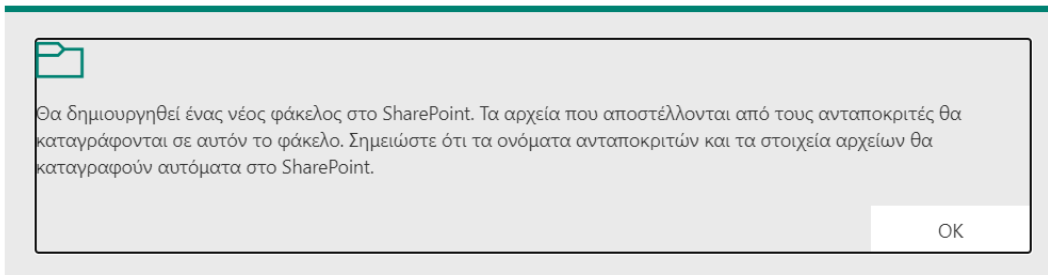 Θα δημιουργηθεί ένας νέος φάκελος στο SharePoint. Τα αρχεία που αποστέλλονται από τους ανταποκριτές θα
καταγράφονται σε αυτόν το φάκελο. Σημειώστε ότι τα ονόματα ανταποκριτών και τα στοιχεία αρχείων θα
καταγραφούν αυτόματα στο SharePoint.
OK